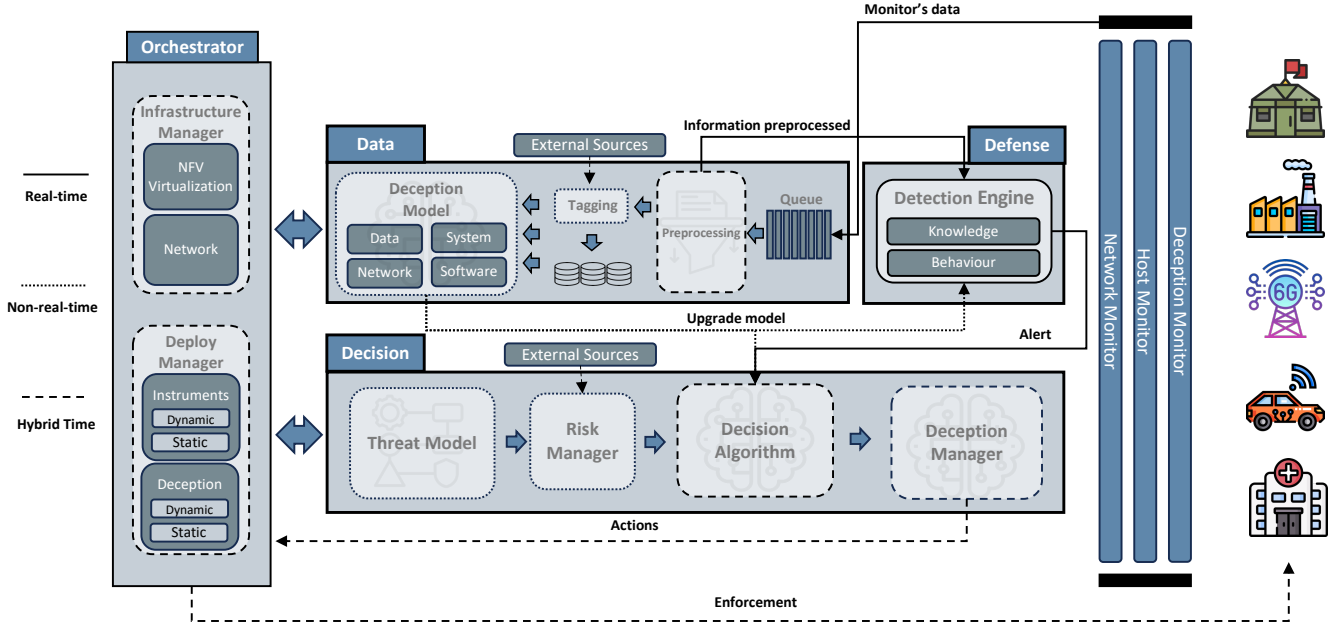 Monitor's data
Orchestrator
Infrastructure
Manager
NFV
Virtualization
Network
Real-time
Non-real-time
Hybrid Time
Deploy
Manager
Instruments
Dynamic
Static
Deception
Dynamic
Static
Data
External Sources
Information preprocessed
Defense
Deception
Model
Data
System
Network
Software
Tagging
Preprocessing
Queue
Detection Engine
Knowledge
Behaviour
Upgrade model
Alert
Decision
External Sources
Threat Model
Risk
Manager
Decision
Algorithm
Deception
Manager
Actions
Enforcement
Network Monitor
Host Monitor
Deception Monitor
6G